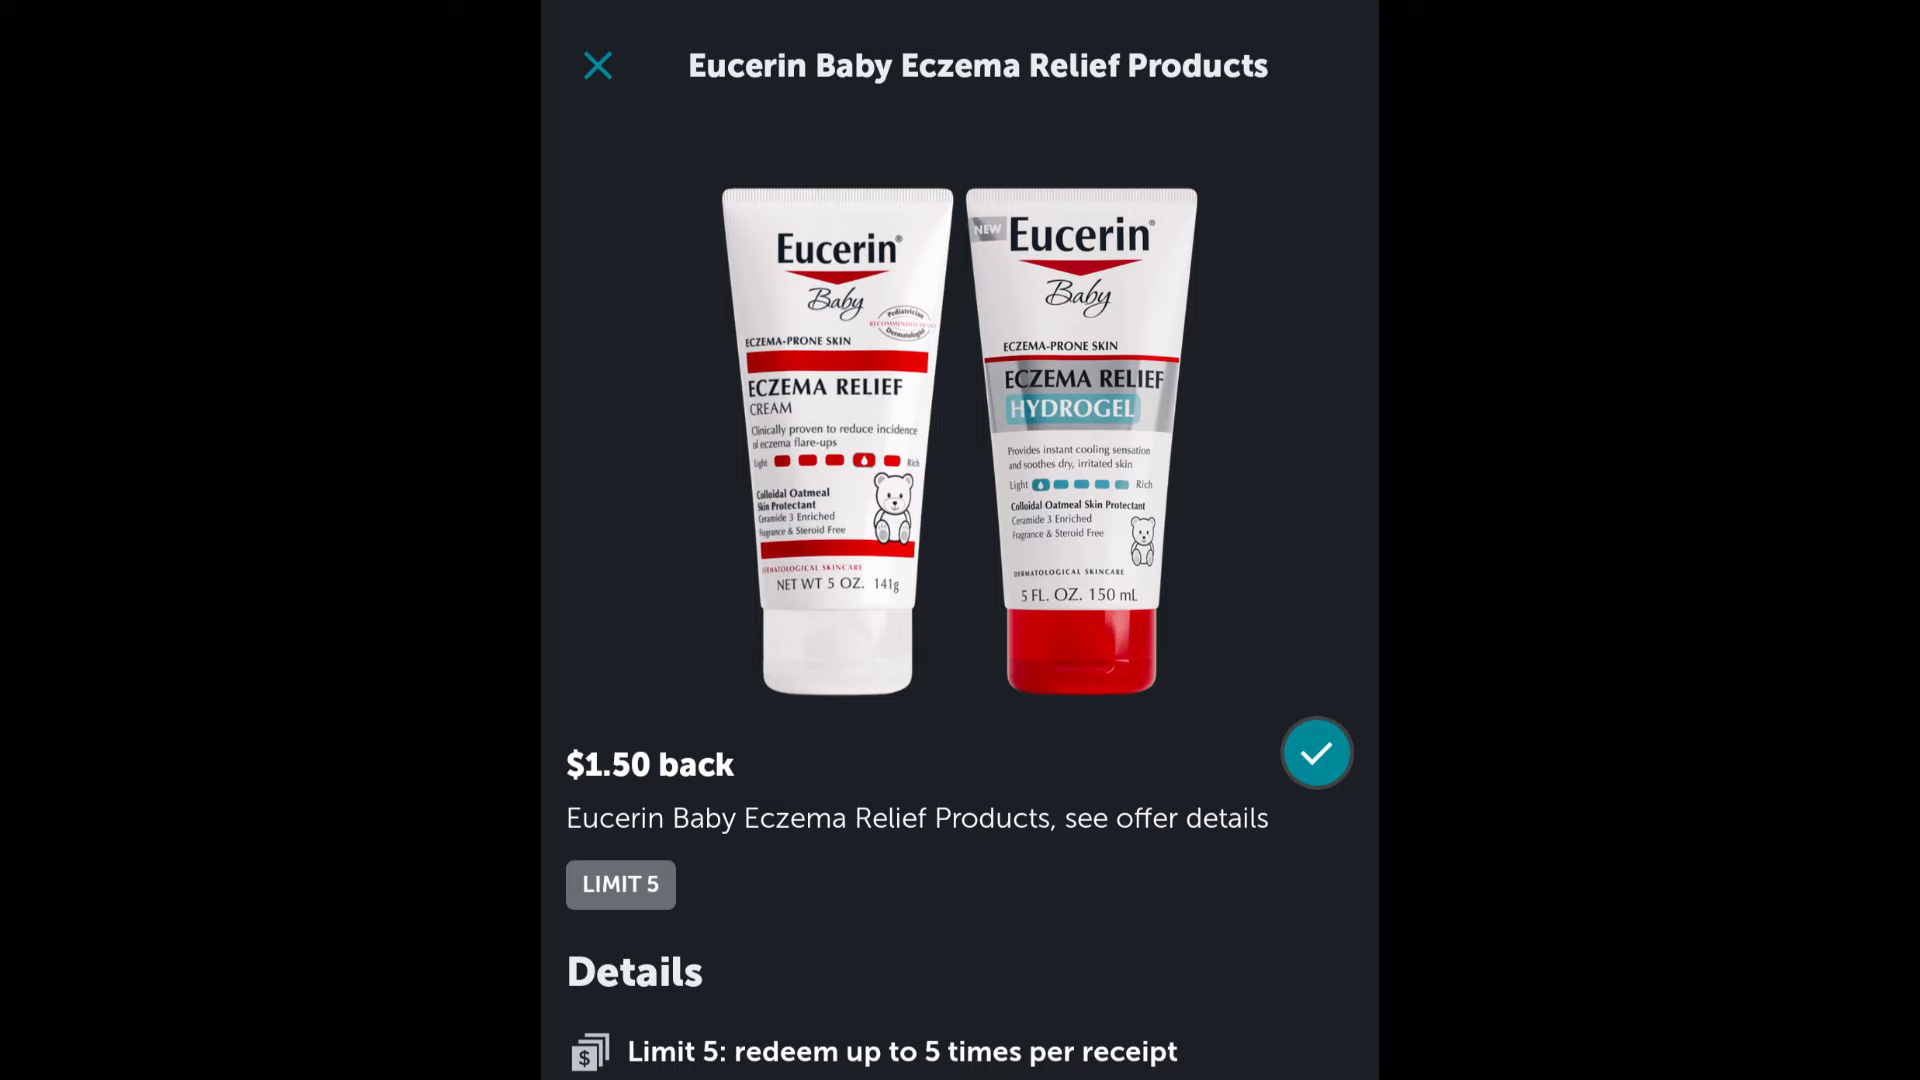 Eucerin Baby Eczema Relief Products
Eucerin®
Baby
Pediatrician
RECOMMENDED BRAND
Dermatologist
ECZEMA-PRONE SKIN
ECZEMA RELIEF
CREAM
Clinically proven to reduce incidence
of eczema flare-ups
Light Rich
Colloidal Oatmeal
Skin Protectant
Ceramide 3 Enriched
Fragrance & Steroid Free
DERMATOLOGICAL SKINCARE
NET WT 5 OZ. 141g
NEW
Eucerin®
Baby
ECZEMA-PRONE SKIN
ECZEMA RELIEF
HYDROGEL
Provides instant cooling sensation
and soothes dry, irritated skin
Light Rich
Colloidal Oatmeal Skin Protectant
Ceramide 3 Enriched
Fragrance & Steroid Free
DERMATOLOGICAL SKINCARE
5 FL. OZ. 150 mL
$1.50 back
Eucerin Baby Eczema Relief Products, see offer details
LIMIT 5
Details
$ Limit 5: redeem up to 5 times per receipt